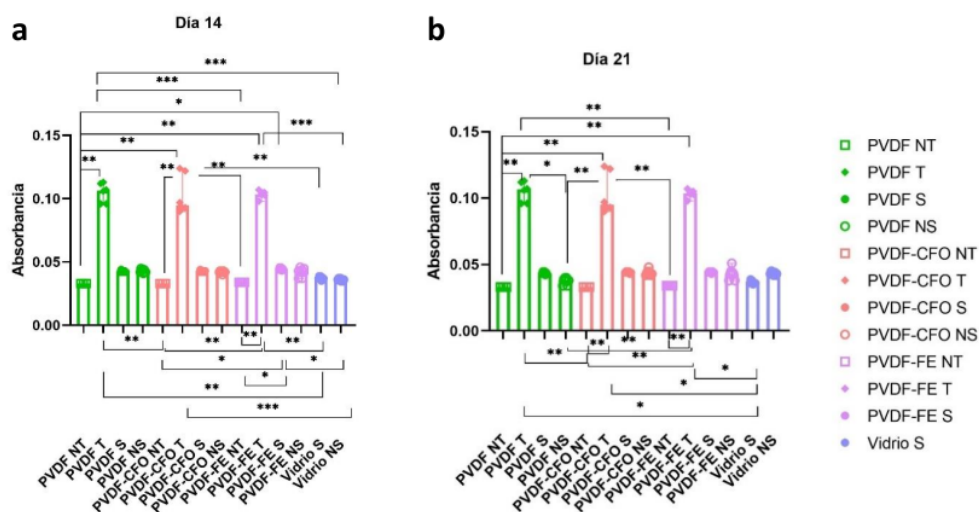 a
Día 14
***
***
*
**
***
**
**
**
**
**
0.15
0.10
0.05
0.00
Absorbancia
**
**
**
**
*
*
*
**
***
PVDF NT
PVDF T
PVDF S
PVDF NS
PVDF-CFO NT
PVDF-CFO T
PVDF-CFO S
PVDF-CFO NS
PVDF-FE NT
PVDF-FE T
PVDF-FE S
PVDF-FE NS
Vidrio S
Vidrio NS
b
Día 21
**
**
**
**
*
**
**
0.15
0.10
0.05
0.00
Absorbancia
**
**
**
**
**
*
*
*
PVDF NT
PVDF T
PVDF S
PVDF NS
PVDF-CFO NT
PVDF-CFO T
PVDF-CFO S
PVDF-CFO NS
PVDF-FE NT
PVDF-FE T
PVDF-FE S
PVDF-FE NS
Vidrio S
Vidrio NS
PVDF NT
PVDF T
PVDF S
PVDF NS
PVDF-CFO NT
PVDF-CFO T
PVDF-CFO S
PVDF-CFO NS
PVDF-FE NT
PVDF-FE T
PVDF-FE S
Vidrio S